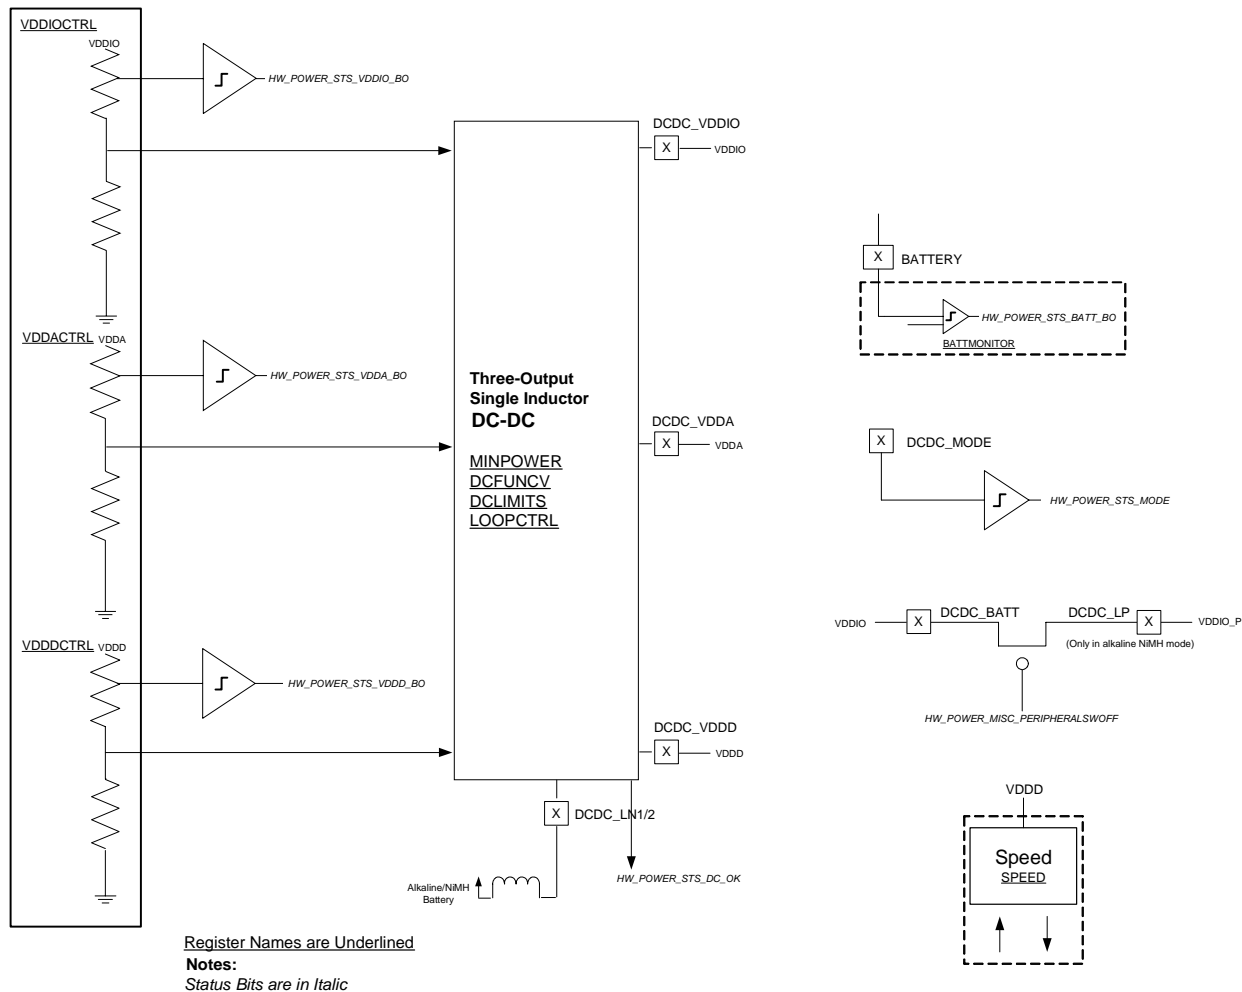 VDDIOCTRL
VDDIO
HW_POWER_STS_VDDIO_BO
VDDACTRL VDDA
HW_POWER_STS_VDDA_BO
VDDDCTRL VDDD
HW_POWER_STS_VDDD_BO
Three-Output
Single Inductor
DC-DC
MINPOWER
DCFUNCV
DCLIMITS
LOOPCTRL
DCDC_VDDIO
X VDDIO
DCDC_VDDA
X VDDA
DCDC_VDDD
X VDDD
X DCDC_LN1/2
HW_POWER_STS_DC_OK
Alkaline/NiMH
Battery
X BATTERY
HW_POWER_STS_BATT_BO
BATTMONITOR
X DCDC_MODE
HW_POWER_STS_MODE
DCDC_BATT DCDC_LP
VDDIO X X VDDIO_P
(Only in alkaline NiMH mode)
HW_POWER_MISC_PERIPHERALSWOFF
VDDD
Speed
SPEED
Register Names are Underlined
Notes:
Status Bits are in Italic